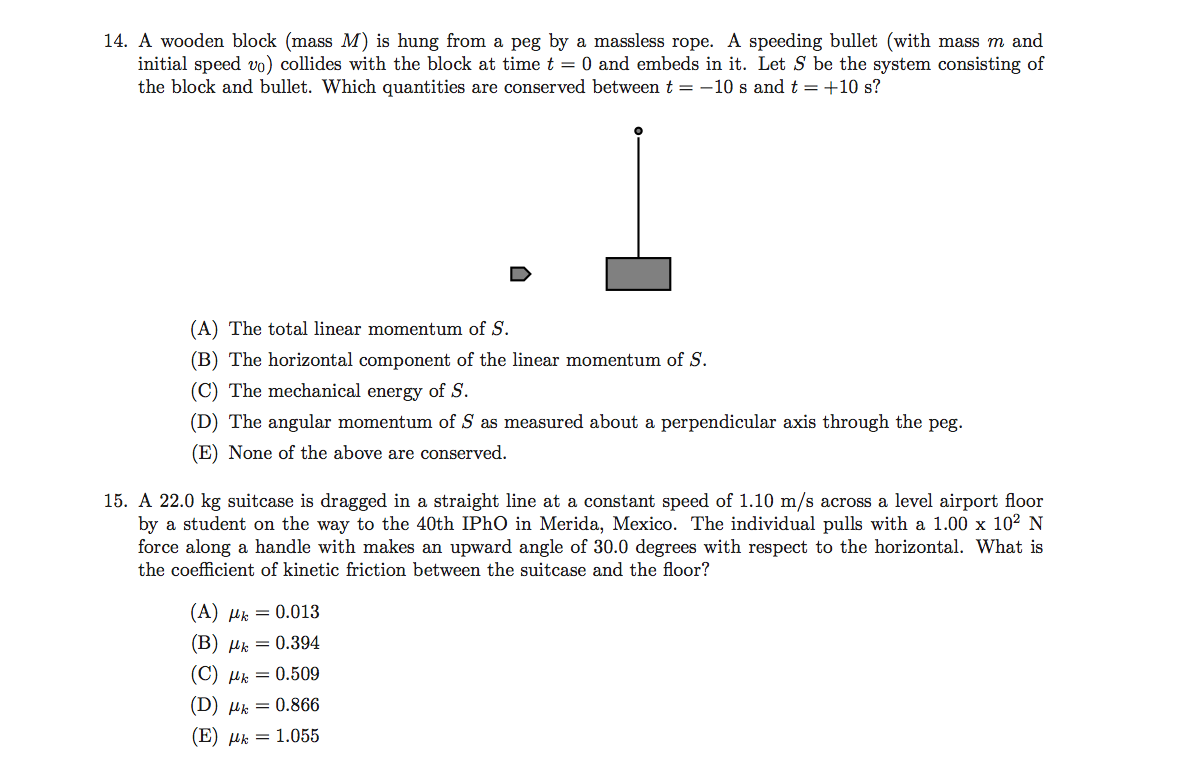 14. A wooden block (mass M) is hung from a peg by a massless rope. A speeding bullet (with mass m and
initial speed v₀) collides with the block at time t = 0 and embeds in it. Let S be the system consisting of
the block and bullet. Which quantities are conserved between t = −10 s and t = +10 s?
(A) The total linear momentum of S.
(B) The horizontal component of the linear momentum of S.
(C) The mechanical energy of S.
(D) The angular momentum of S as measured about a perpendicular axis through the peg.
(E) None of the above are conserved.
15. A 22.0 kg suitcase is dragged in a straight line at a constant speed of 1.10 m/s across a level airport floor
by a student on the way to the 40th IPhO in Merida, Mexico. The individual pulls with a 1.00 x 10² N
force along a handle with makes an upward angle of 30.0 degrees with respect to the horizontal. What is
the coefficient of kinetic friction between the suitcase and the floor?
(A) μₖ = 0.013
(B) μₖ = 0.394
(C) μₖ = 0.509
(D) μₖ = 0.866
(E) μₖ = 1.055